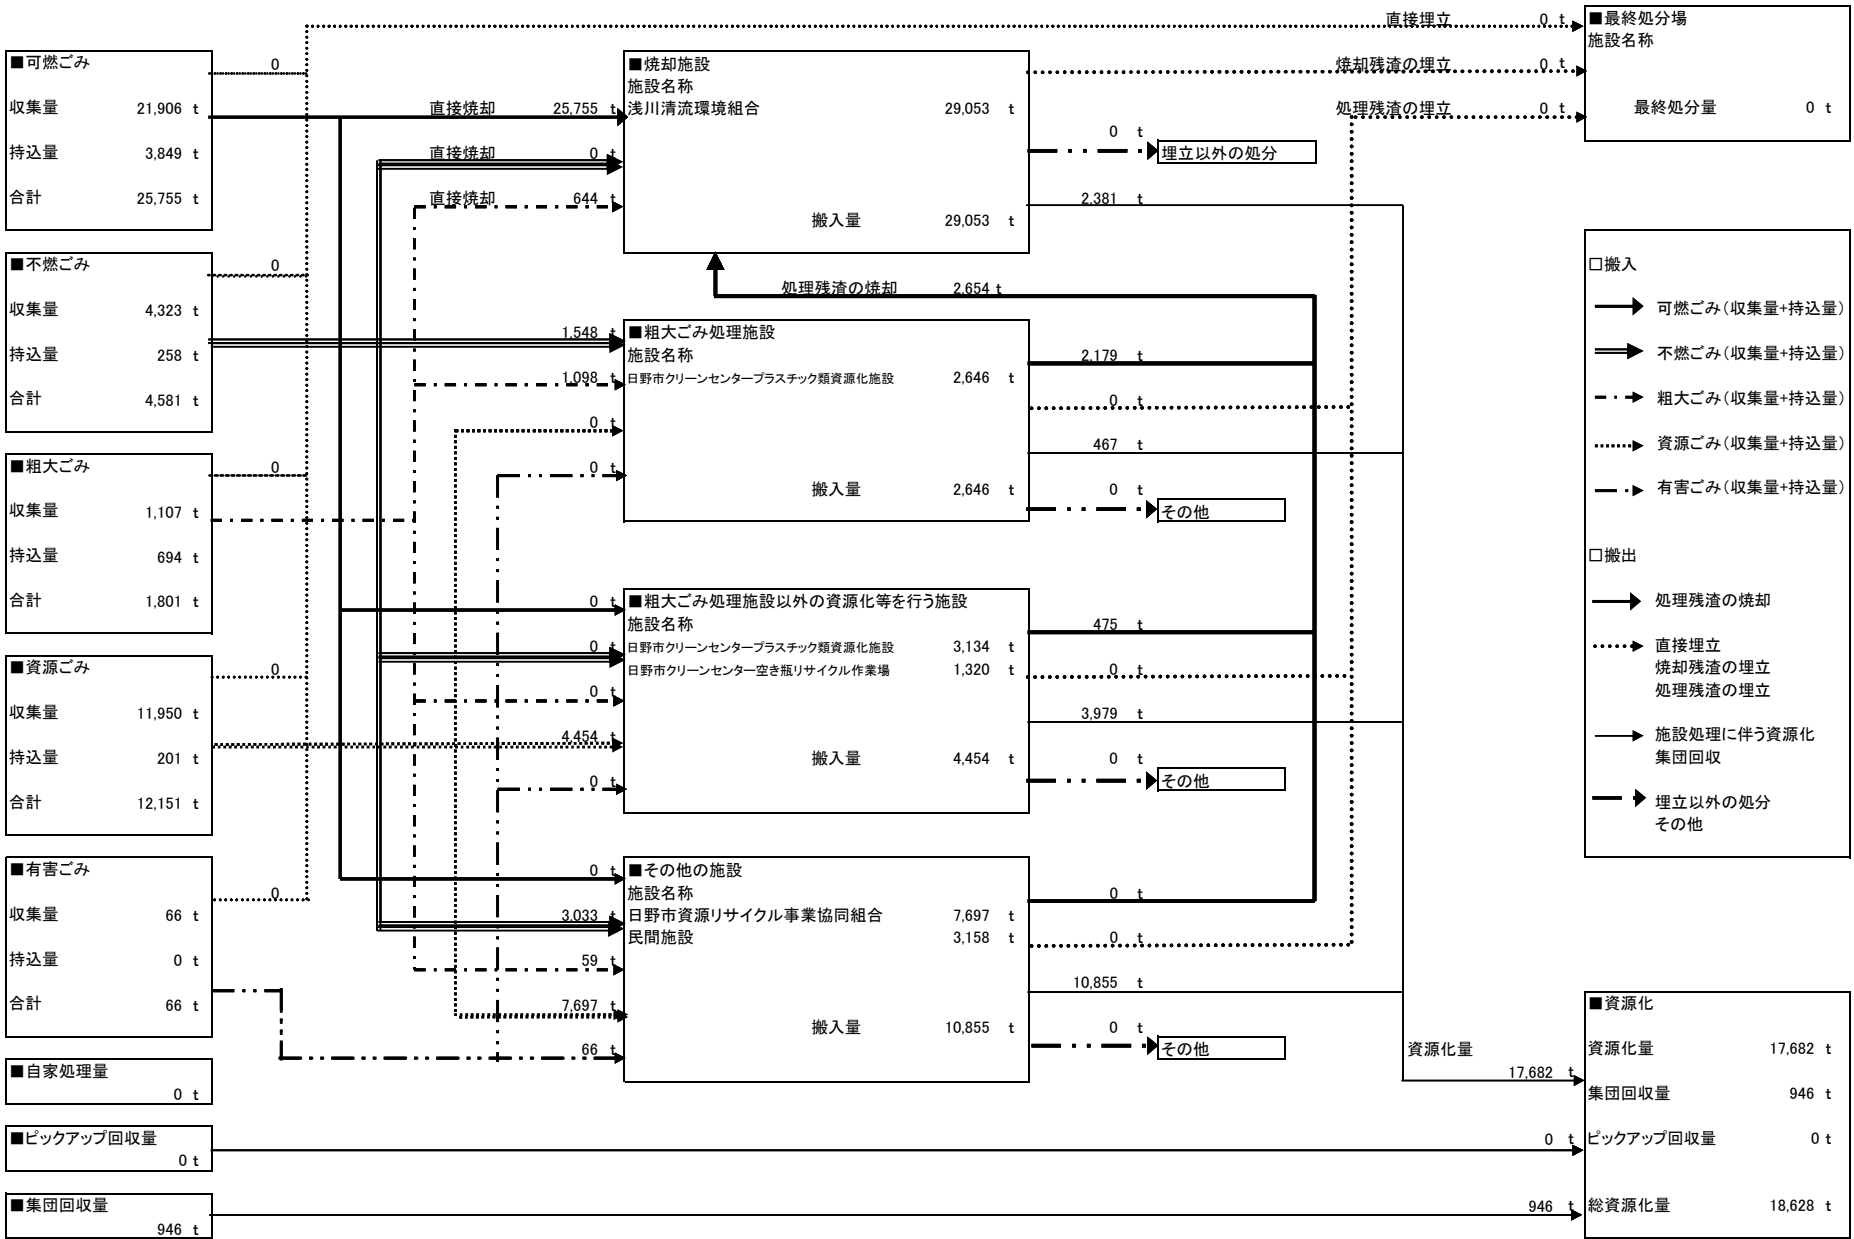 ■可燃ごみ
収集量 21,906 t
持込量 3,849 t
合計 25,755 t
■不燃ごみ
収集量 4,323 t
持込量 258 t
合計 4,581 t
■粗大ごみ
収集量 1,107 t
持込量 694 t
合計 1,801 t
■資源ごみ
収集量 11,950 t
持込量 201 t
合計 12,151 t
■有害ごみ
収集量 66 t
持込量 0 t
合計 66 t
■自家処理量
0 t
■ピックアップ回収量
0 t
■集団回収量
946 t
0
0
0
0
0
直接焼却 25,755 t
直接焼却 0 t
直接焼却 644 t
■焼却施設
施設名称
浅川清流環境組合 29,053 t
搬入量 29,053 t
0 t
埋立以外の処分
2,381 t
処理残渣の焼却 2,654 t
1,548 t
1,098 t
0 t
0 t
■粗大ごみ処理施設
施設名称
日野市クリーンセンタープラスチック類資源化施設 2,646 t
搬入量 2,646 t
2,179 t
0 t
467 t
0 t
その他
0 t
0 t
0 t
4,454 t
0 t
■粗大ごみ処理施設以外の資源化等を行う施設
施設名称
日野市クリーンセンタープラスチック類資源化施設 3,134 t
日野市クリーンセンター空き瓶リサイクル作業場 1,320 t
搬入量 4,454 t
475 t
0 t
3,979 t
0 t
その他
0 t
3,033 t
59 t
7,697 t
66 t
■その他の施設
施設名称
日野市資源リサイクル事業協同組合 7,697 t
民間施設 3,158 t
搬入量 10,855 t
0 t
0 t
10,855 t
0 t
その他
直接埋立 0 t
焼却残渣の埋立 0 t
処理残渣の埋立 0 t
■最終処分場
施設名称
最終処分量 0 t
□搬入
可燃ごみ(収集量+持込量)
不燃ごみ(収集量+持込量)
粗大ごみ(収集量+持込量)
資源ごみ(収集量+持込量)
有害ごみ(収集量+持込量)
□搬出
処理残渣の焼却
直接埋立
焼却残渣の埋立
処理残渣の埋立
施設処理に伴う資源化
集団回収
埋立以外の処分
その他
資源化量
17,682 t
0 t
946 t
■資源化
資源化量 17,682 t
集団回収量 946 t
ピックアップ回収量 0 t
総資源化量 18,628 t